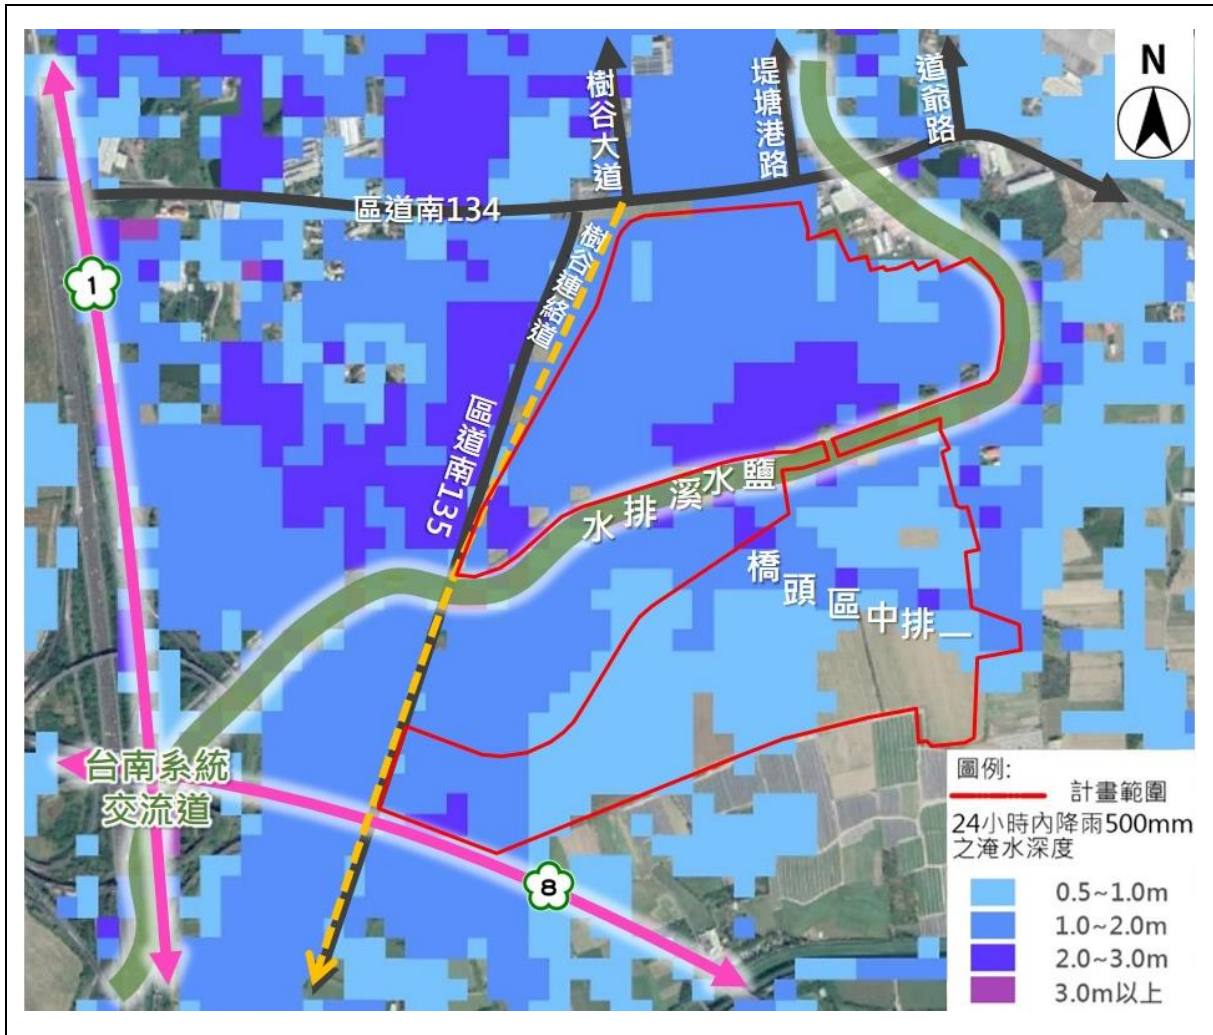 N
樹谷大道
堤塘港路
道爺路
區道南134
樹谷連絡道
1
區道南135
鹽水溪排水
橋頭區中排一
台南系統
交流道
8
圖例:
計畫範圍
24小時內降雨500mm
之淹水深度
0.5~1.0m
1.0~2.0m
2.0~3.0m
3.0m以上